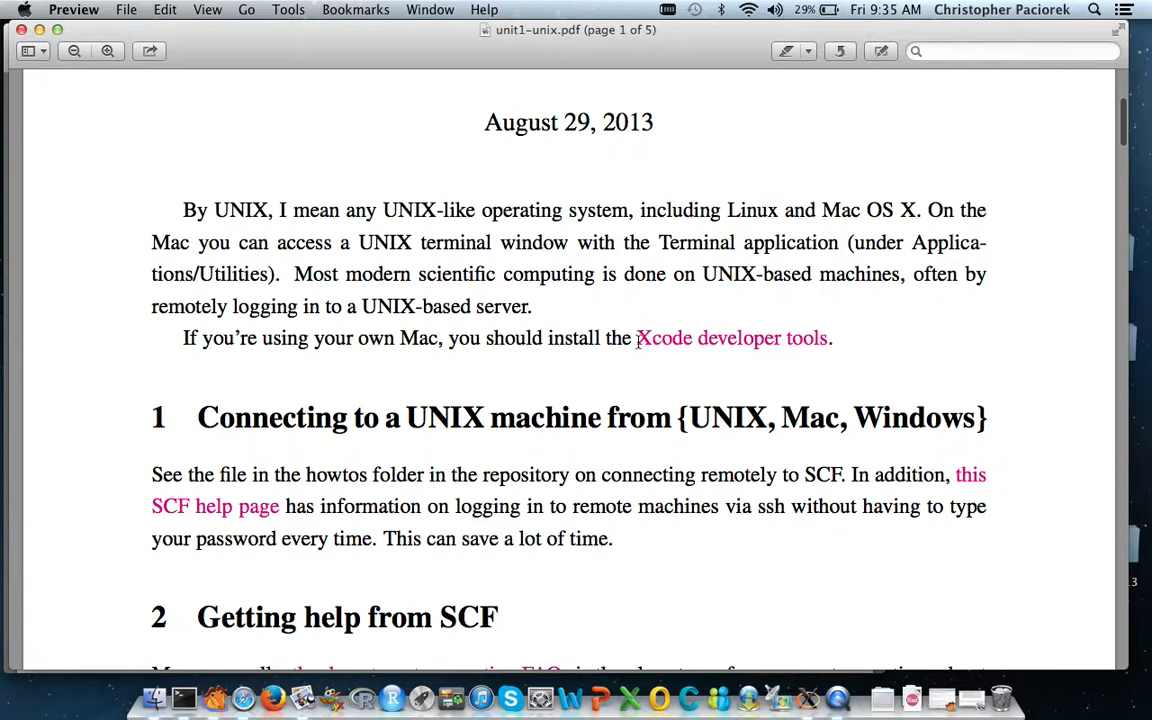 Preview File Edit View Go Tools Bookmarks Window Help 29% Fri 9:35 AM Christopher Paciorek
unit1-unix.pdf (page 1 of 5)
August 29, 2013
By UNIX, I mean any UNIX-like operating system, including Linux and Mac OS X. On the
Mac you can access a UNIX terminal window with the Terminal application (under Applica-
tions/Utilities). Most modern scientific computing is done on UNIX-based machines, often by
remotely logging in to a UNIX-based server.
If you're using your own Mac, you should install the Xcode developer tools.
1 Connecting to a UNIX machine from {UNIX, Mac, Windows}
See the file in the howtos folder in the repository on connecting remotely to SCF. In addition, this
SCF help page has information on logging in to remote machines via ssh without having to type
your password every time. This can save a lot of time.
2 Getting help from SCF